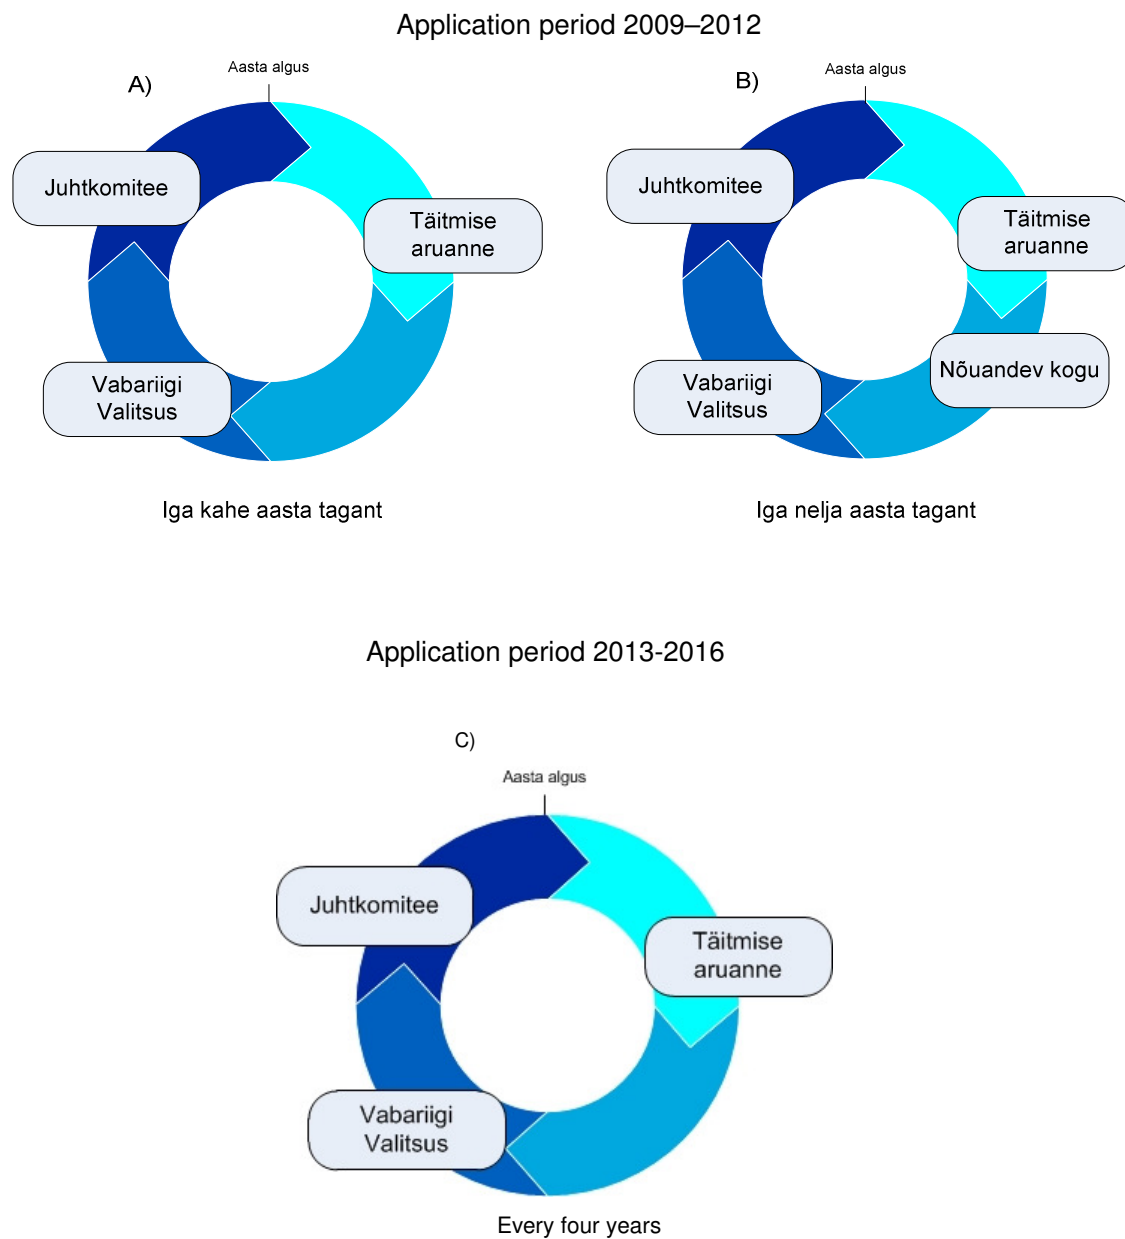 Application period 2009–2012
A)
Aasta algus
Juhtkomitee
Täitmise
aruanne
Vabariigi
Valitsus
Iga kahe aasta tagant
B)
Aasta algus
Juhtkomitee
Täitmise
aruanne
Nõuandev kogu
Vabariigi
Valitsus
Iga nelja aasta tagant
Application period 2013-2016
C)
Aasta algus
Juhtkomitee
Täitmise
aruanne
Vabariigi
Valitsus
Every four years